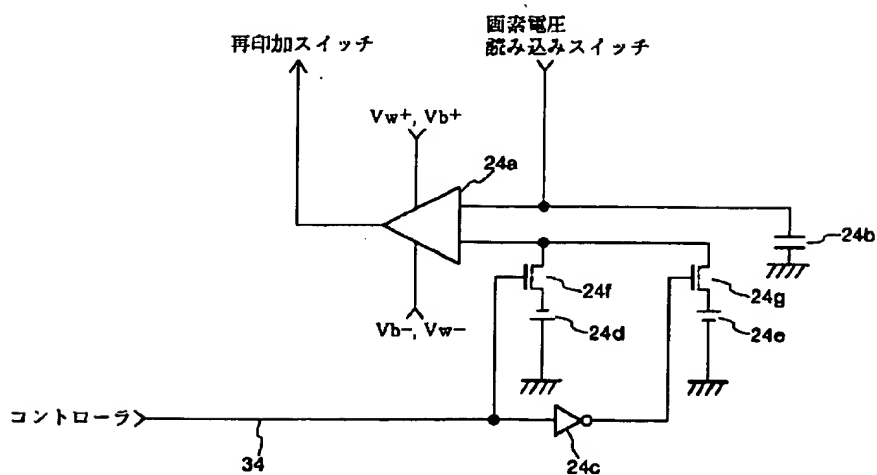 画素電圧
再印加スイッチ
読み込みスイッチ
Vw+, Vb+
24a
24b
24f
24g
24d
24e
Vb−, Vw−
コントローラ
34
24c